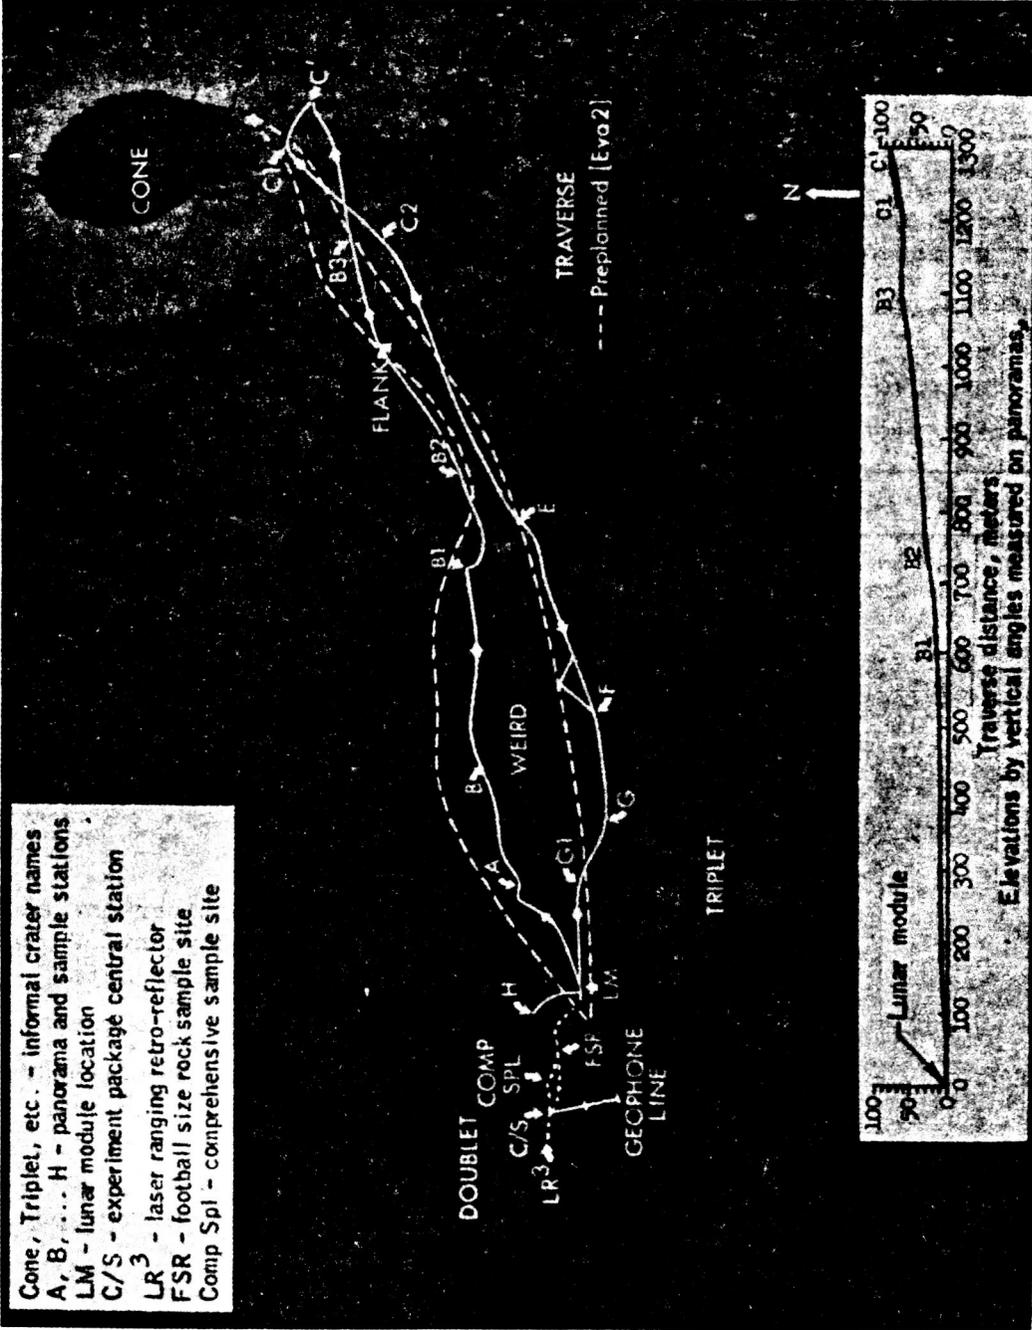 Cone, Triplet, etc. - informal crater names
A, B, ... H - panorama and sample stations
LM - lunar module location
C/S - experiment package central station
LR3 - laser ranging retro-reflector
FSR - football size rock sample site
Comp Spl - comprehensive sample site
CONE
C'
C1
B3
C2
FLANK
B2
B1
E
WEIRD
B
F
A
G1
G
H
LM
TRIPLET
DOUBLET
COMP
SPL
C/S
LR3
FSR
GEOPHONE
LINE
TRAVERSE
--- Preplanned [Eva 2]
N
100
50
0
Lunar module
B1
B2
B3
C1
C'
100
50
0
0
100
200
300
400
500
600
700
800
900
1000
1100
1200
1300
Traverse distance, meters
Elevations by vertical angles measured on panoramas.